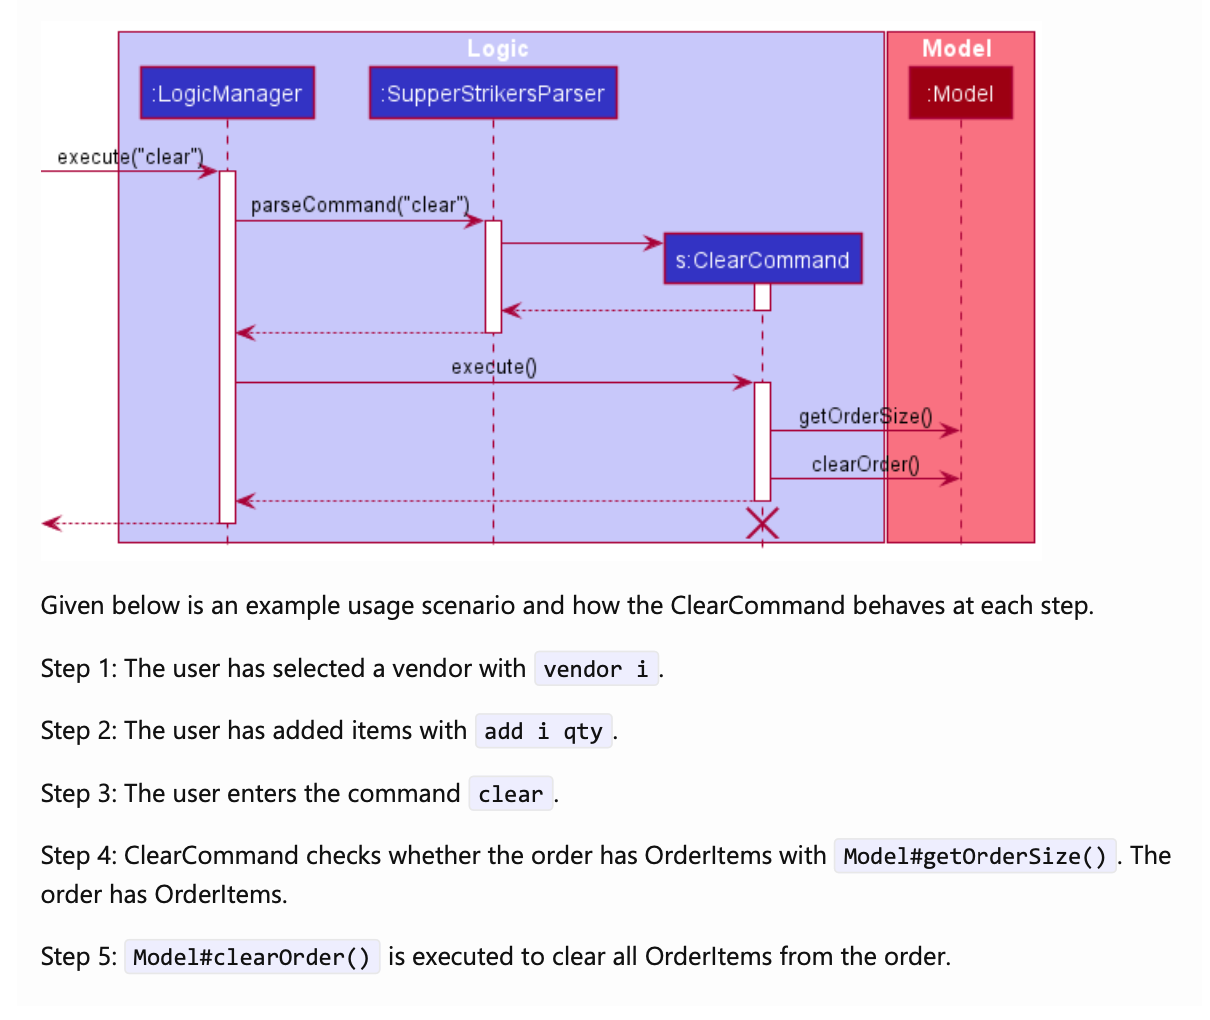 Logic
Model
:LogicManager
:SupperStrikersParser
:Model
execute("clear")
parseCommand("clear")
s:ClearCommand
execute()
getOrderSize()
clearOrder()
Given below is an example usage scenario and how the ClearCommand behaves at each step.
Step 1: The user has selected a vendor with vendor i.
Step 2: The user has added items with add i qty.
Step 3: The user enters the command clear.
Step 4: ClearCommand checks whether the order has OrderItems with Model#getOrderSize(). The
order has OrderItems.
Step 5: Model#clearOrder() is executed to clear all OrderItems from the order.